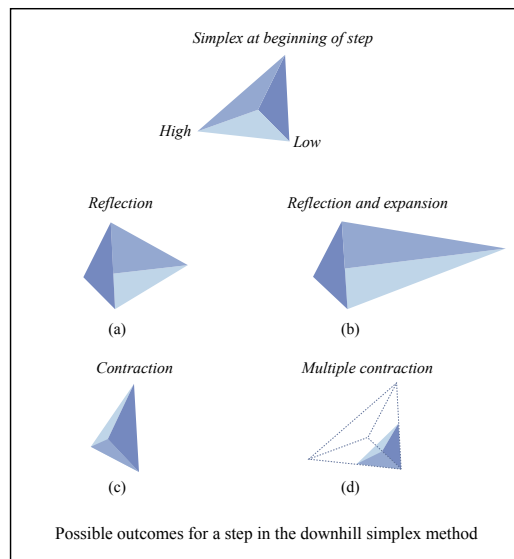 Simplex at beginning of step
High
Low
Reflection
Reflection and expansion
(a)
(b)
Contraction
Multiple contraction
(c)
(d)
Possible outcomes for a step in the downhill simplex method